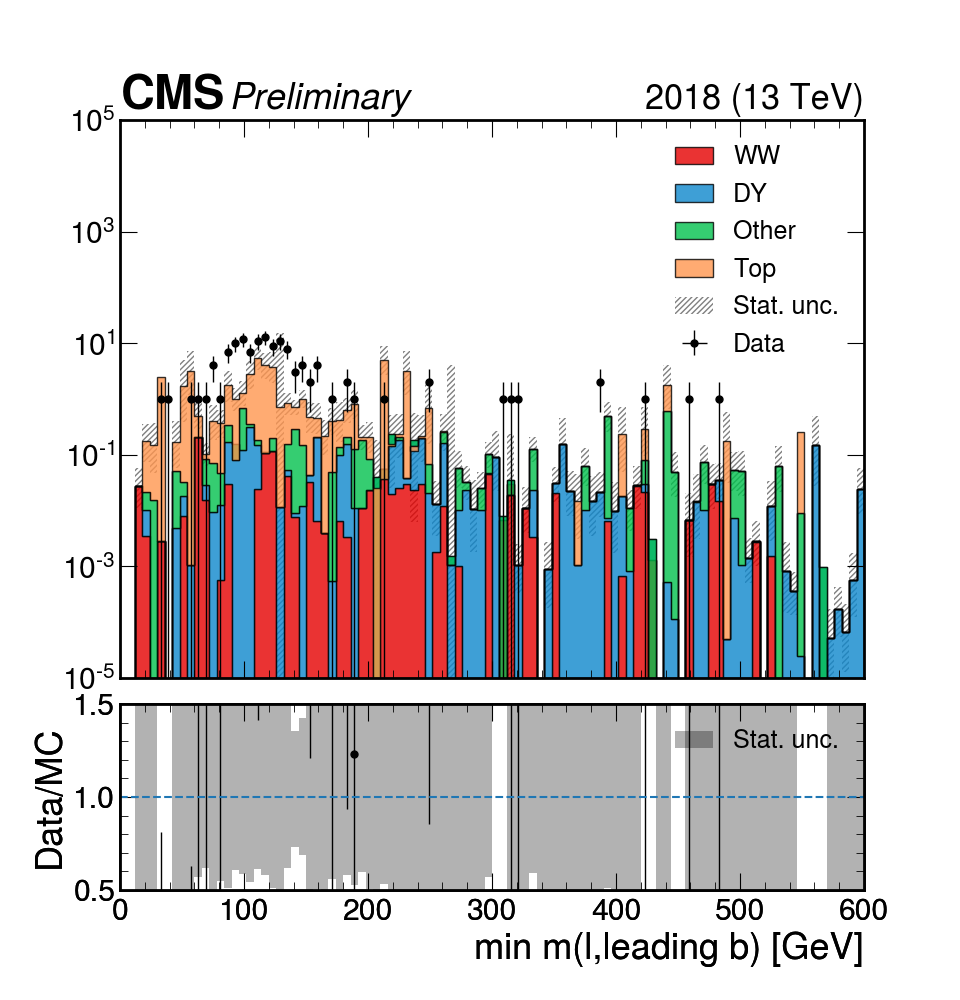 CMS Preliminary 2018 (13 TeV)
10^5
10^3
10^1
10^-1
10^-3
10^-5
WW
DY
Other
Top
Stat. unc.
Data
Data/MC
1.5
1.0
0.5
Stat. unc.
0 100 200 300 400 500 600
min m(l,leading b) [GeV]